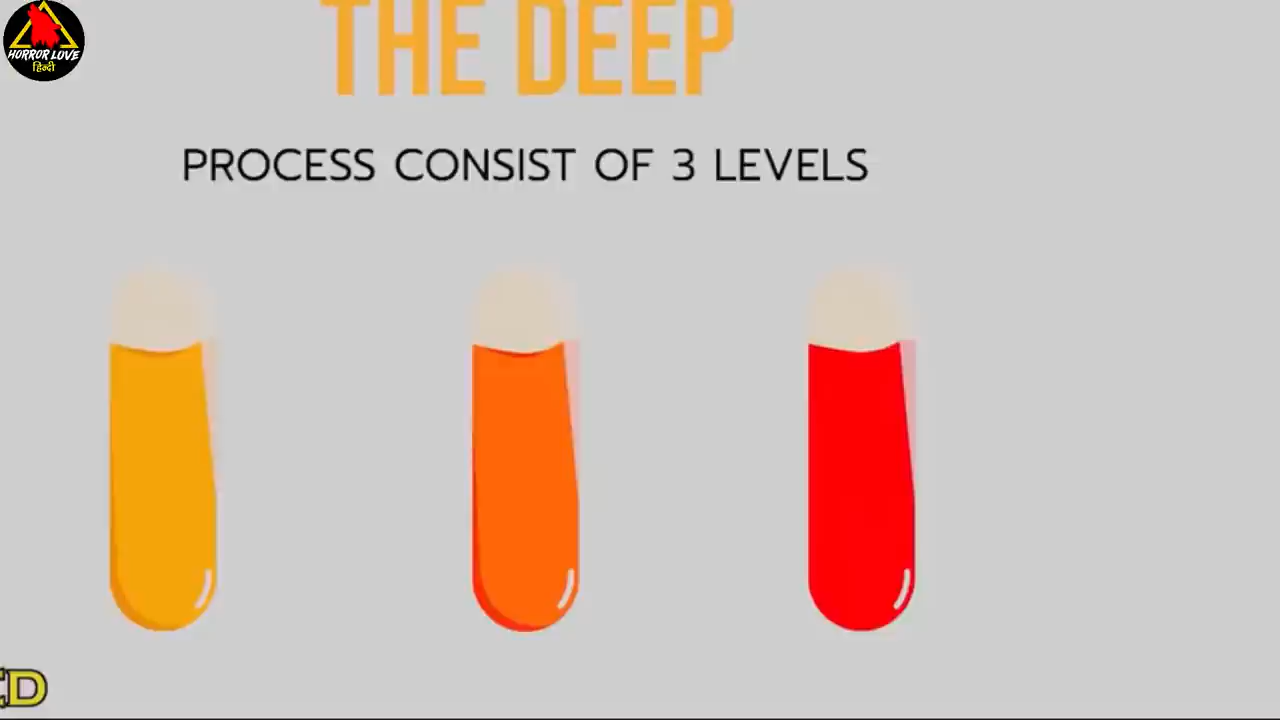 HORROR LOVE
हिन्दी
THE DEEP
PROCESS CONSIST OF 3 LEVELS